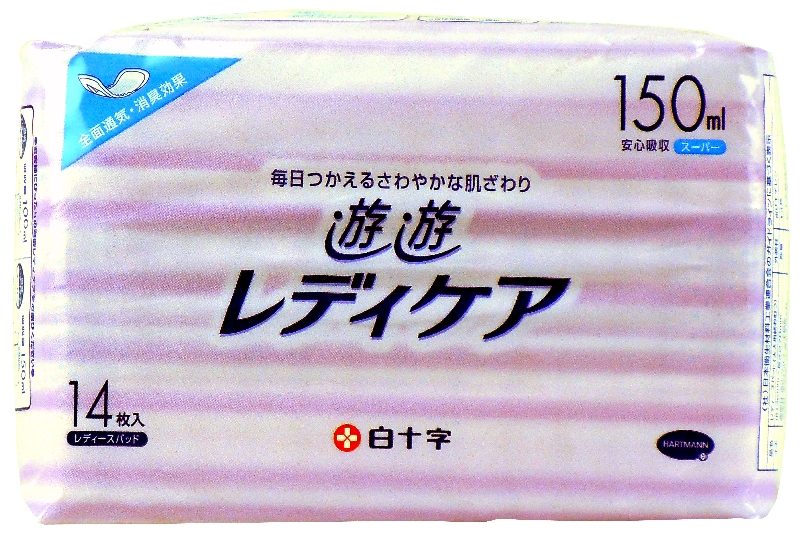 全面通気・消臭効果
150ml
安心吸収 スーパー
毎日つかえるさわやかな肌ざわり
遊遊
レディケア
14枚入
レディースパッド
白十字
HARTMANN
100ml
150ml